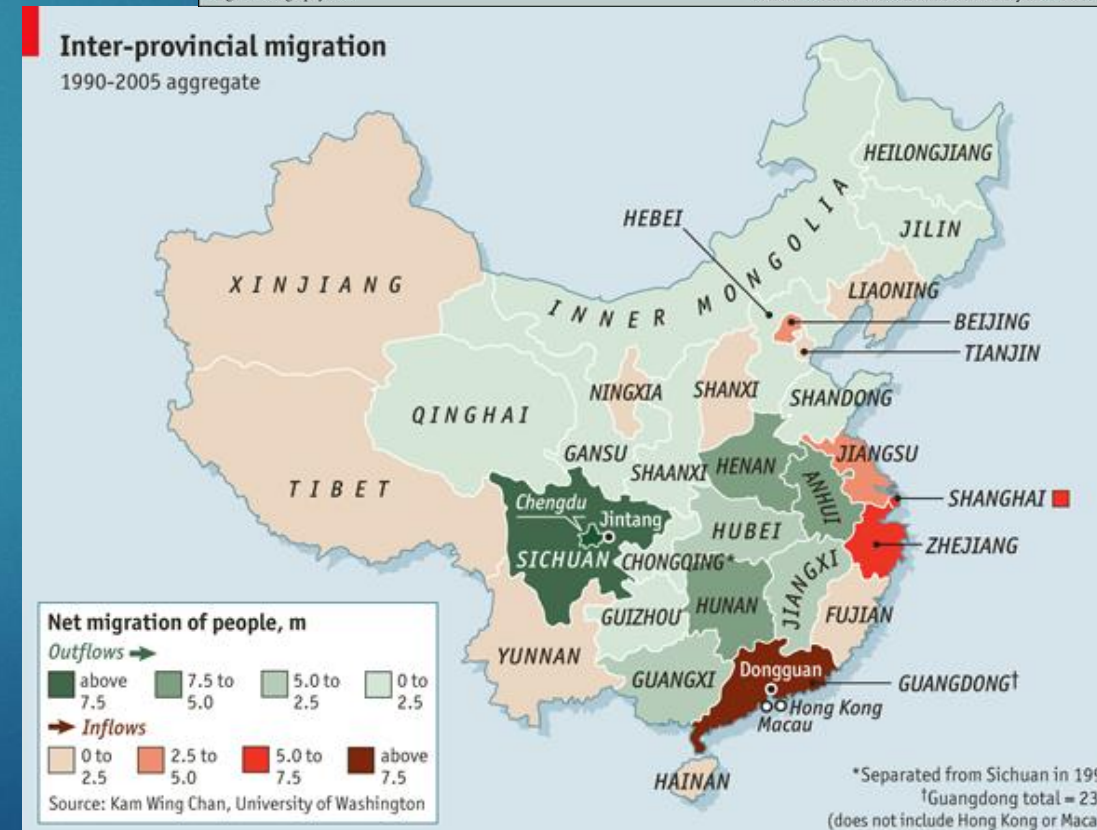 Inter-provincial migration
1990-2005 aggregate
HEILONGJIANG
JILIN
HEBEI
INNER MONGOLIA
LIAONING
XINJIANG
BEIJING
TIANJIN
NINGXIA
SHANXI
SHANDONG
QINGHAI
GANSU
SHAANXI
HENAN
JIANGSU
ANHUI
TIBET
SHANGHAI
Chengdu
Jintang
HUBEI
ZHEJIANG
SICHUAN
CHONGQING*
JIANGXI
GUIZHOU
HUNAN
FUJIAN
YUNNAN
GUANGXI
Dongguan
GUANGDONG†
Hong Kong
Macau
HAINAN
Net migration of people, m
Outflows
above 7.5
7.5 to 5.0
5.0 to 2.5
0 to 2.5
Inflows
0 to 2.5
2.5 to 5.0
5.0 to 7.5
above 7.5
Source: Kam Wing Chan, University of Washington
*Separated from Sichuan in 199
†Guangdong total = 23
(does not include Hong Kong or Maca